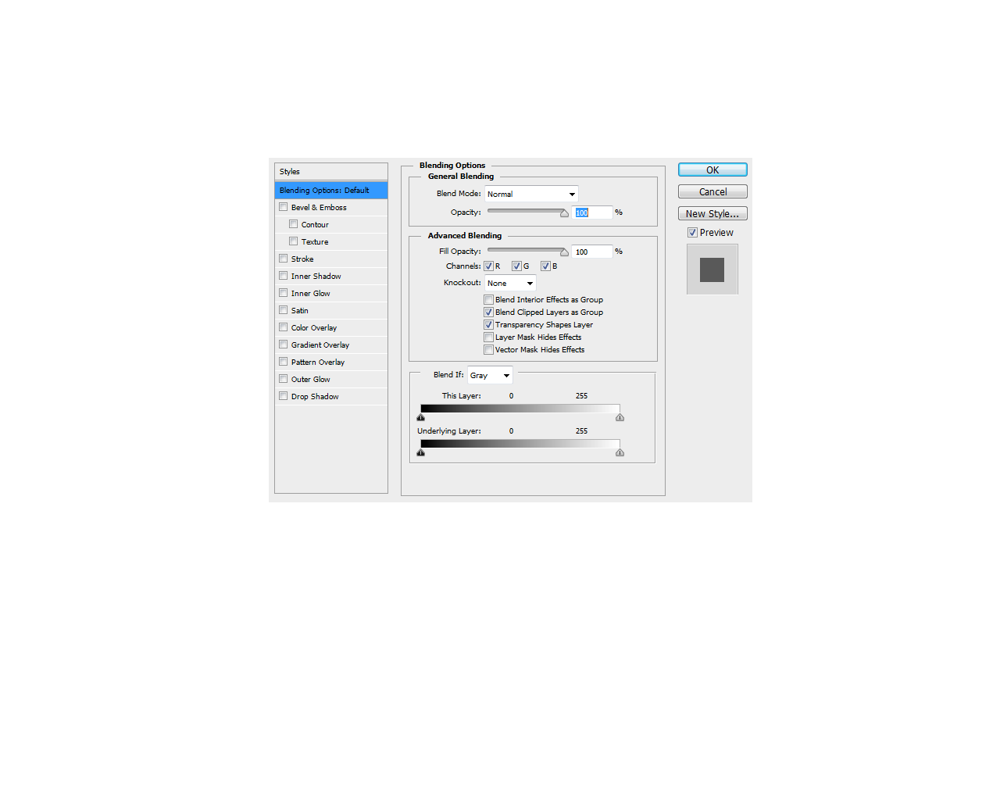 Styles
Blending Options: Default
Bevel & Emboss
Contour
Texture
Stroke
Inner Shadow
Inner Glow
Satin
Color Overlay
Gradient Overlay
Pattern Overlay
Outer Glow
Drop Shadow
Blending Options
General Blending
Blend Mode: Normal
Opacity: 100 %
Advanced Blending
Fill Opacity: 100 %
Channels: R G B
Knockout: None
Blend Interior Effects as Group
Blend Clipped Layers as Group
Transparency Shapes Layer
Layer Mask Hides Effects
Vector Mask Hides Effects
Blend If: Gray
This Layer: 0 255
Underlying Layer: 0 255
OK
Cancel
New Style...
Preview